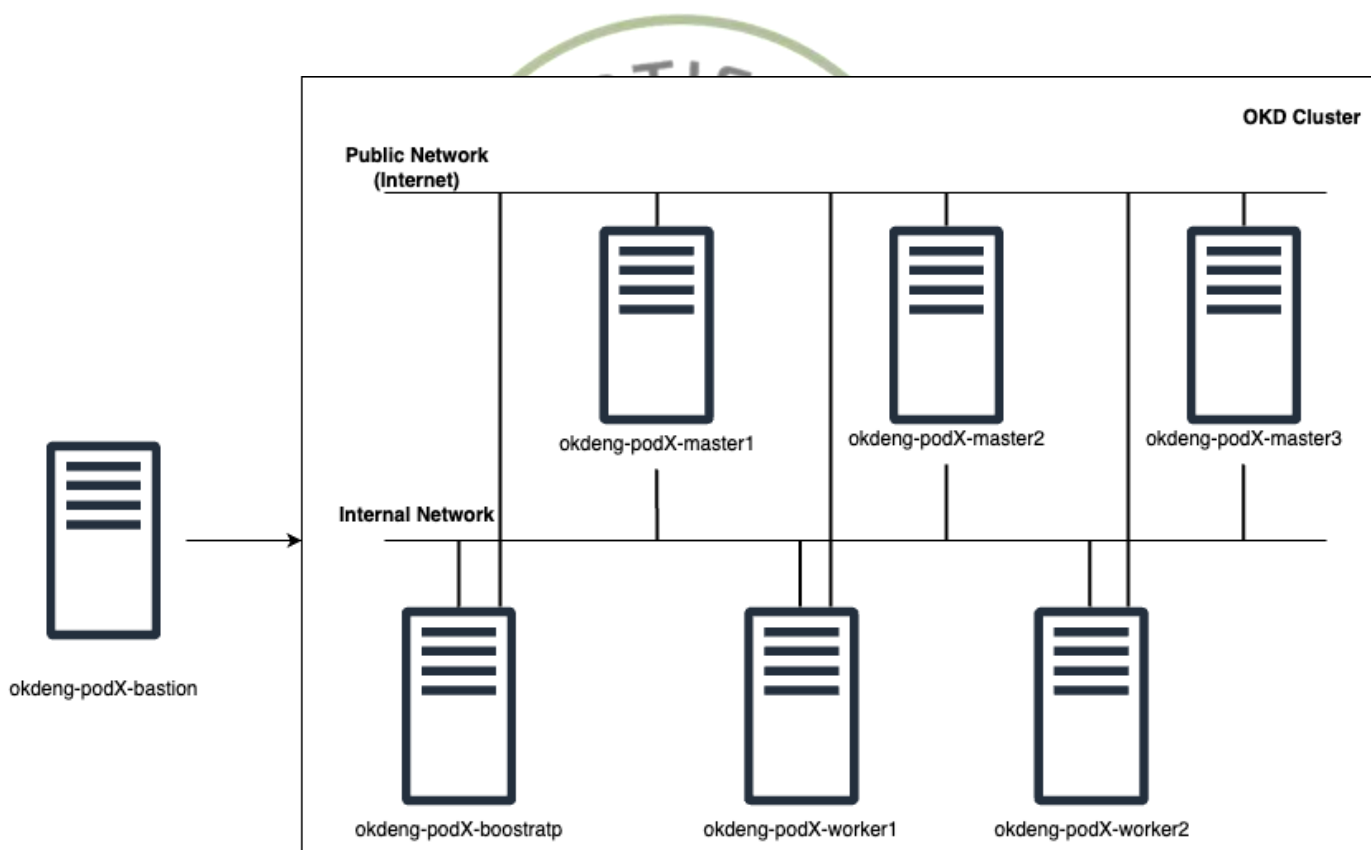 OKD Cluster
Public Network
(Internet)
okdeng-podX-master1
okdeng-podX-master2
okdeng-podX-master3
Internal Network
okdeng-podX-bastion
okdeng-podX-boostratp
okdeng-podX-worker1
okdeng-podX-worker2